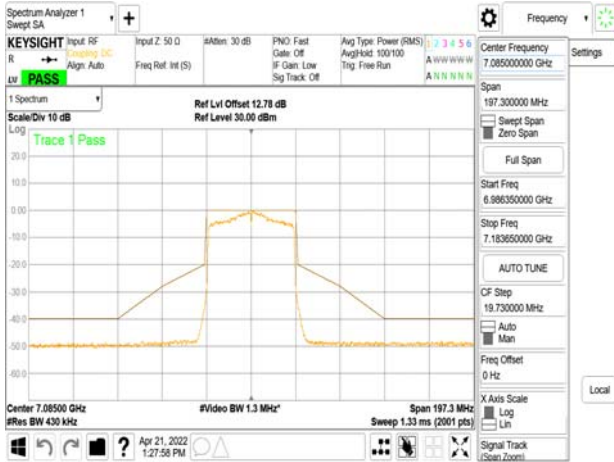 Spectrum Analyzer 1
Swept SA
Frequency
KEYSIGHT
R
LV PASS
Input: RF
Coupling: DC
Align: Auto
Input Z: 50 Ω
Freq Ref: Int (S)
#Atten: 30 dB
PNO: Fast
Gate: Off
IF Gain: Low
Sig Track: Off
Avg Type: Power (RMS)
Avg|Hold: 100/100
Trig: Free Run
1 2 3 4 5 6
A W W W W W
A N N N N N
1 Spectrum
Scale/Div 10 dB
Ref Lvl Offset 12.78 dB
Ref Level 30.00 dBm
Log
Trace 1 Pass
20.0
10.0
0.00
-10.0
-20.0
-30.0
-40.0
-50.0
-60.0
Center 7.08500 GHz
#Res BW 430 kHz
#Video BW 1.3 MHz*
Span 197.3 MHz
Sweep 1.33 ms (2001 pts)
Apr 21, 2022
1:27:58 PM
Center Frequency
7.085000000 GHz
Span
197.300000 MHz
Swept Span
Zero Span
Full Span
Start Freq
6.986350000 GHz
Stop Freq
7.183650000 GHz
AUTO TUNE
CF Step
19.730000 MHz
Auto
Man
Freq Offset
0 Hz
X Axis Scale
Log
Lin
Signal Track
(Span Zoom)
Settings
Local